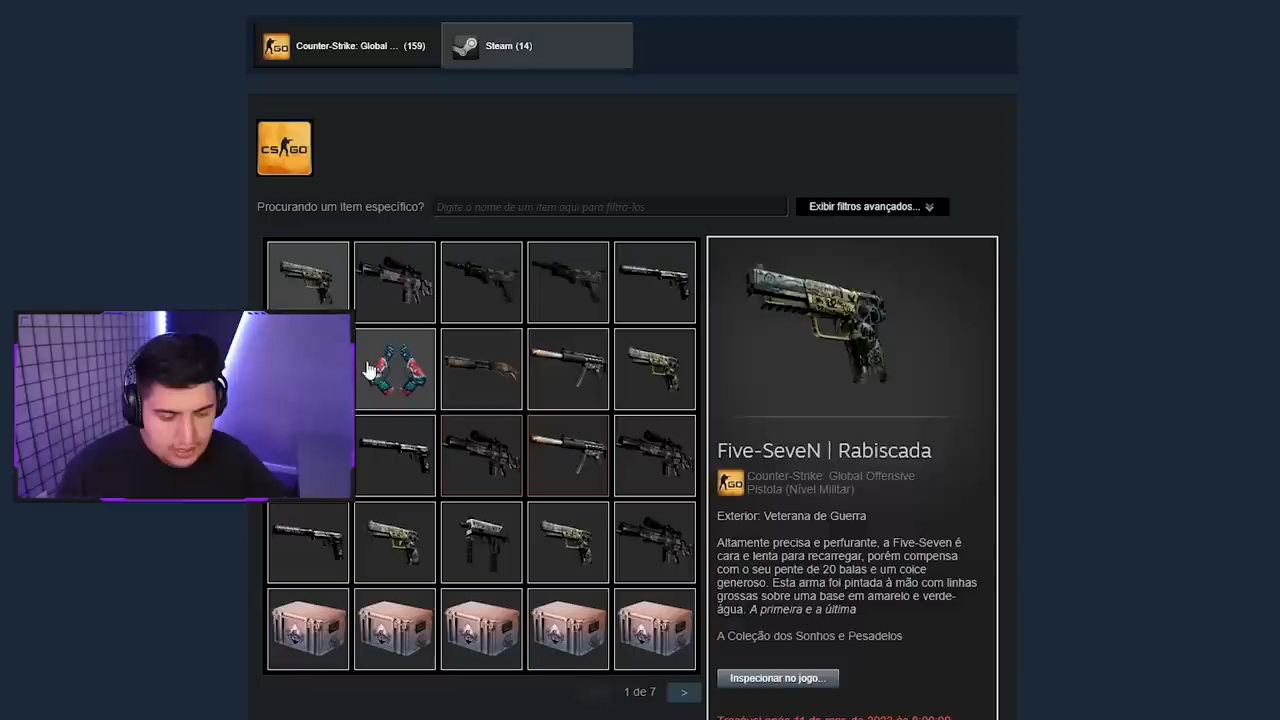 Counter-Strike: Global ... (159)
Steam (14)
CS GO
Procurando um item específico?
Digite o nome de um item aqui para filtrá-los
Exibir filtros avançados...
Five-SeveN | Rabiscada
Counter-Strike: Global Offensive
Pistola (Nível Militar)
Exterior: Veterana de Guerra
Altamente precisa e perfurante, a Five-Seven é
cara e lenta para recarregar, porém compensa
com o seu pente de 20 balas e um coice
generoso. Esta arma foi pintada à mão com linhas
grossas sobre uma base em amarelo e verde-
água. A primeira e a última
A Coleção dos Sonhos e Pesadelos
Inspecionar no jogo...
1 de 7
>